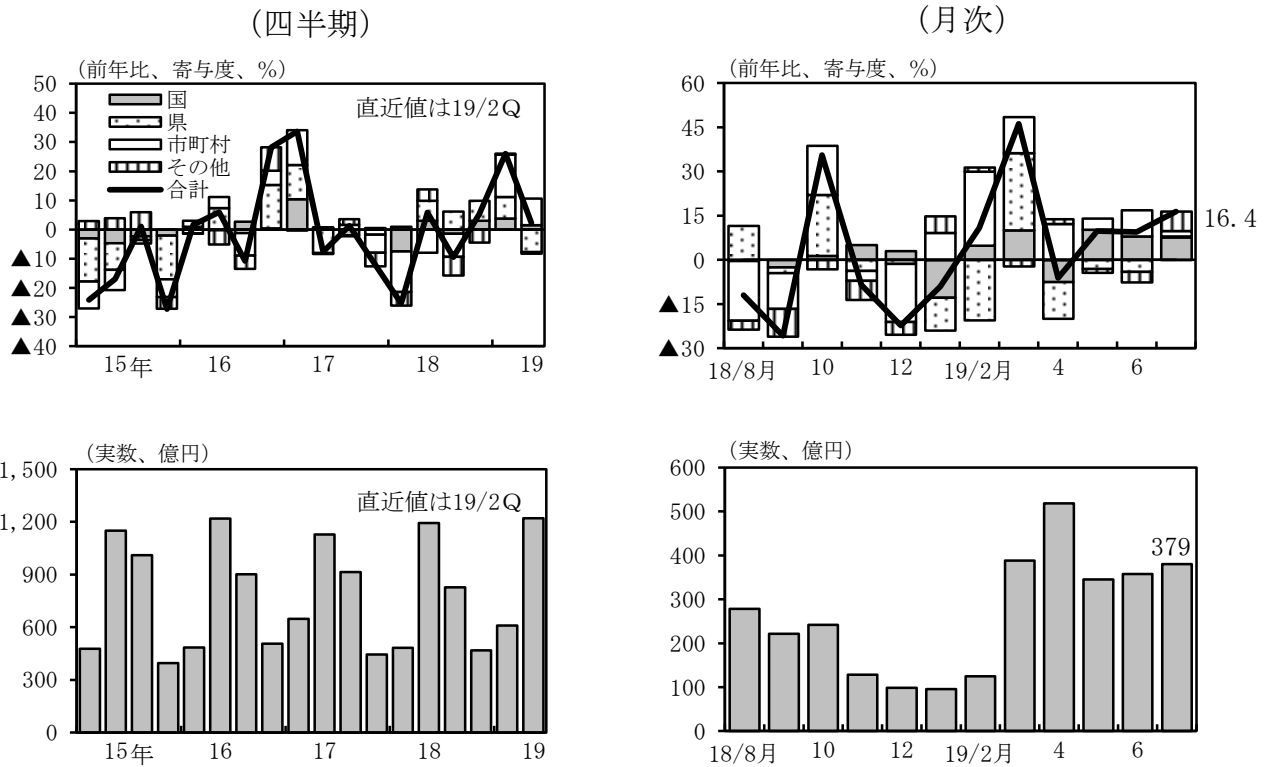 (四半期)
(前年比、寄与度、%)
50
40
30
20
10
0
▲10
▲20
▲30
▲40
国
県
市町村
その他
合計
直近値は19/2Q
15年 16 17 18 19
(月次)
(前年比、寄与度、%)
60
45
30
15
0
▲15
▲30
16.4
18/8月 10 12 19/2月 4 6
(実数、億円)
1,500
1,200
900
600
300
0
直近値は19/2Q
15年 16 17 18 19
(実数、億円)
600
500
400
300
200
100
0
379
18/8月 10 12 19/2月 4 6